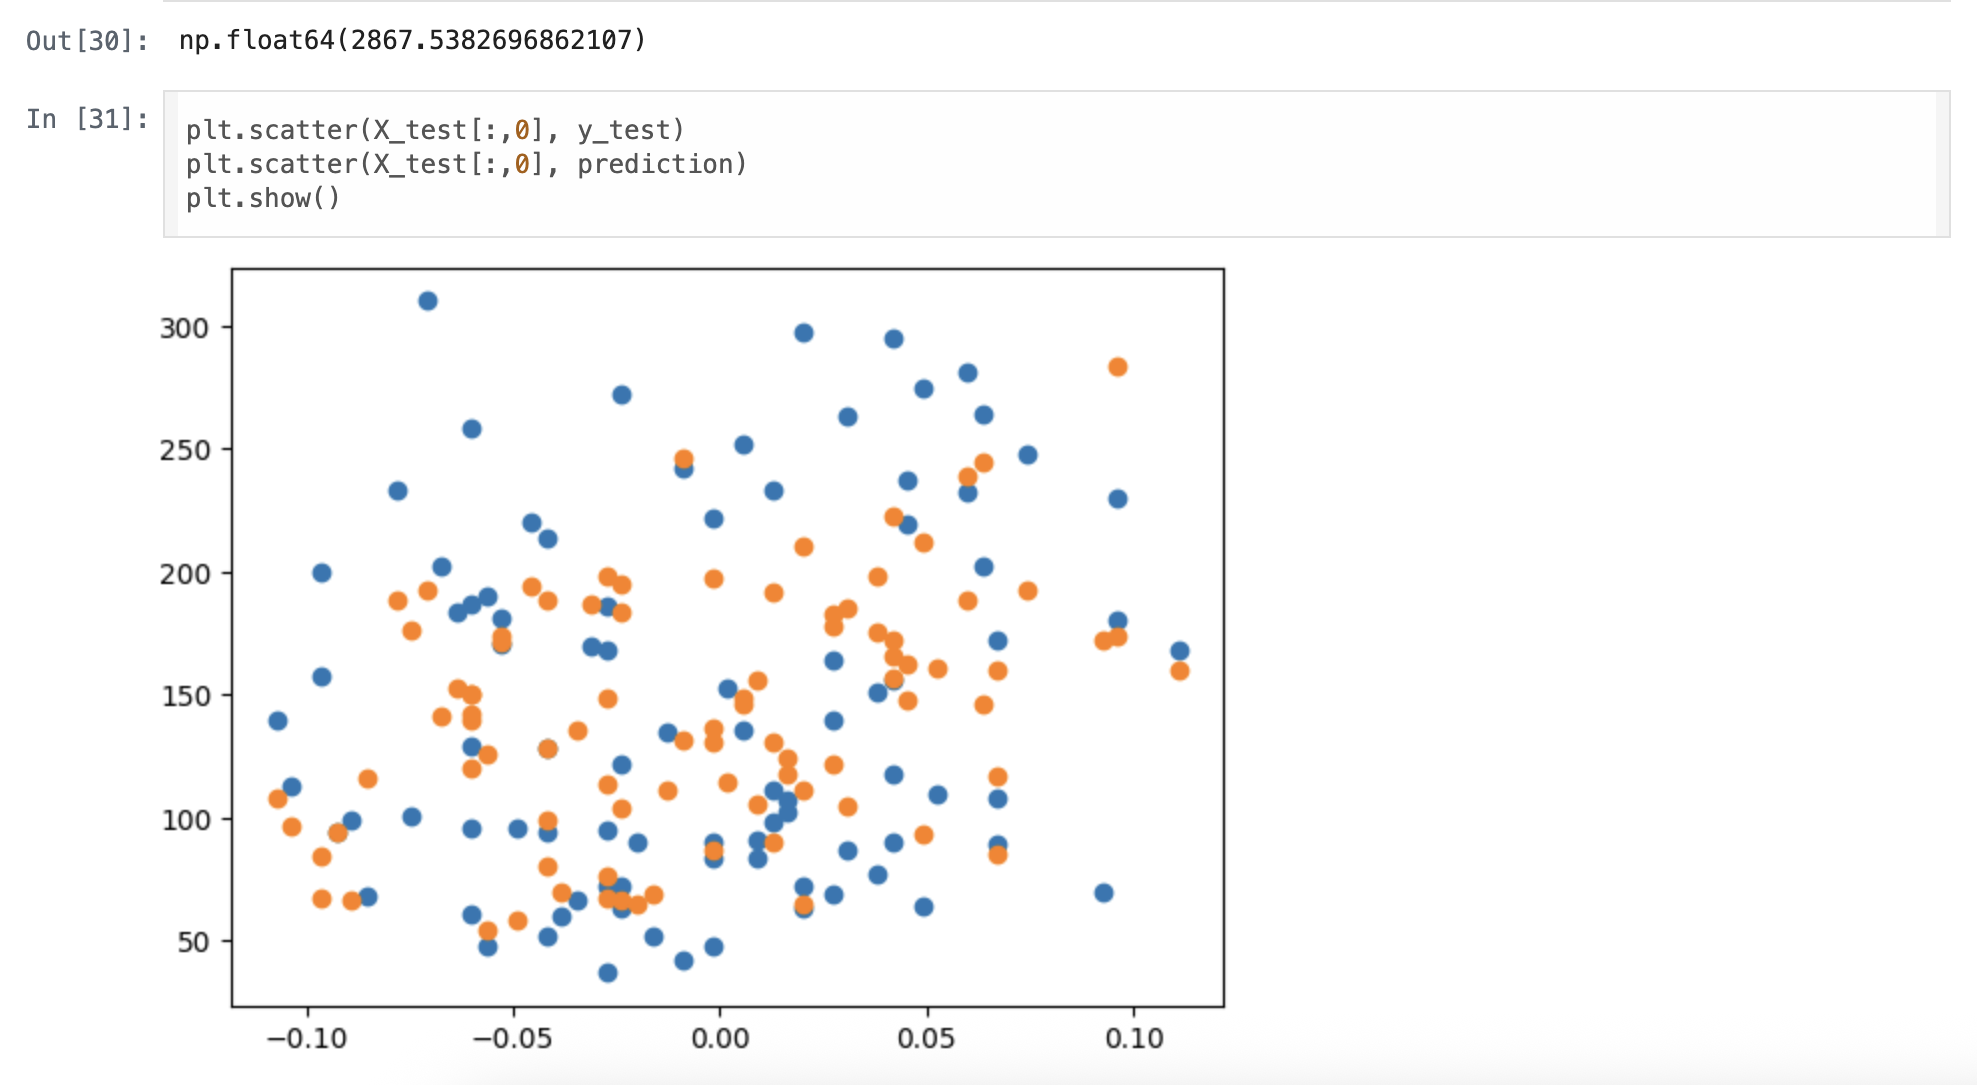 Out[30]: np.float64(2867.5382696862107)
In [31]:
plt.scatter(X_test[:,0], y_test)
plt.scatter(X_test[:,0], prediction)
plt.show()
300
250
200
150
100
50
−0.10 −0.05 0.00 0.05 0.10